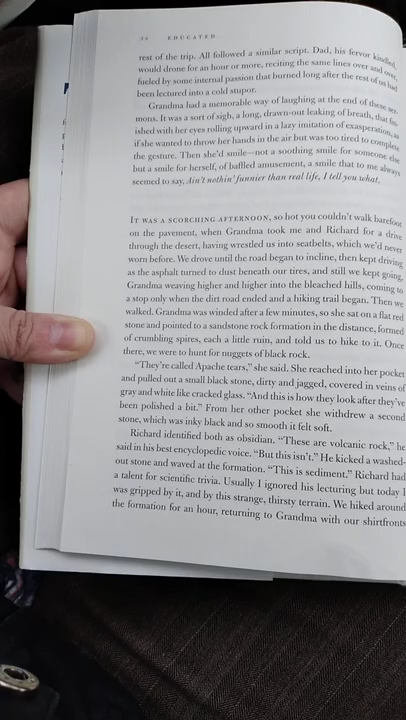 EDUCATED
rest of the trip. All followed a similar script. Dad, his fervor kindled,
would drone for an hour or more, reciting the same lines over and over,
fueled by some internal passion that burned long after the rest of us had
been lectured into a cold stupor.
Grandma had a memorable way of laughing at the end of these ser-
mons. It was a sort of sigh, a long, drawn-out leaking of breath, that fin-
ished with her eyes rolling upward in a lazy imitation of exasperation, as
if she wanted to throw her hands in the air but was too tired to complete
the gesture. Then she'd smile—not a soothing smile for someone else
but a smile for herself, of baffled amusement, a smile that to me always
seemed to say, Ain't nothin' funnier than real life, I tell you what.
IT WAS A SCORCHING AFTERNOON, so hot you couldn't walk barefoot
on the pavement, when Grandma took me and Richard for a drive
through the desert, having wrestled us into seatbelts, which we'd never
worn before. We drove until the road began to incline, then kept driving
as the asphalt turned to dust beneath our tires, and still we kept going,
Grandma weaving higher and higher into the bleached hills, coming to
a stop only when the dirt road ended and a hiking trail began. Then we
walked. Grandma was winded after a few minutes, so she sat on a flat red
stone and pointed to a sandstone rock formation in the distance, formed
of crumbling spires, each a little ruin, and told us to hike to it. Once
there, we were to hunt for nuggets of black rock.
"They're called Apache tears," she said. She reached into her pocket
and pulled out a small black stone, dirty and jagged, covered in veins of
gray and white like cracked glass. "And this is how they look after they've
been polished a bit." From her other pocket she withdrew a second
stone, which was inky black and so smooth it felt soft.
Richard identified both as obsidian. "These are volcanic rock," he
said in his best encyclopedic voice. "But this isn't." He kicked a washed-
out stone and waved at the formation. "This is sediment." Richard had
a talent for scientific trivia. Usually I ignored his lecturing but today I
was gripped by it, and by this strange, thirsty terrain. We hiked around
the formation for an hour, returning to Grandma with our shirtfronts